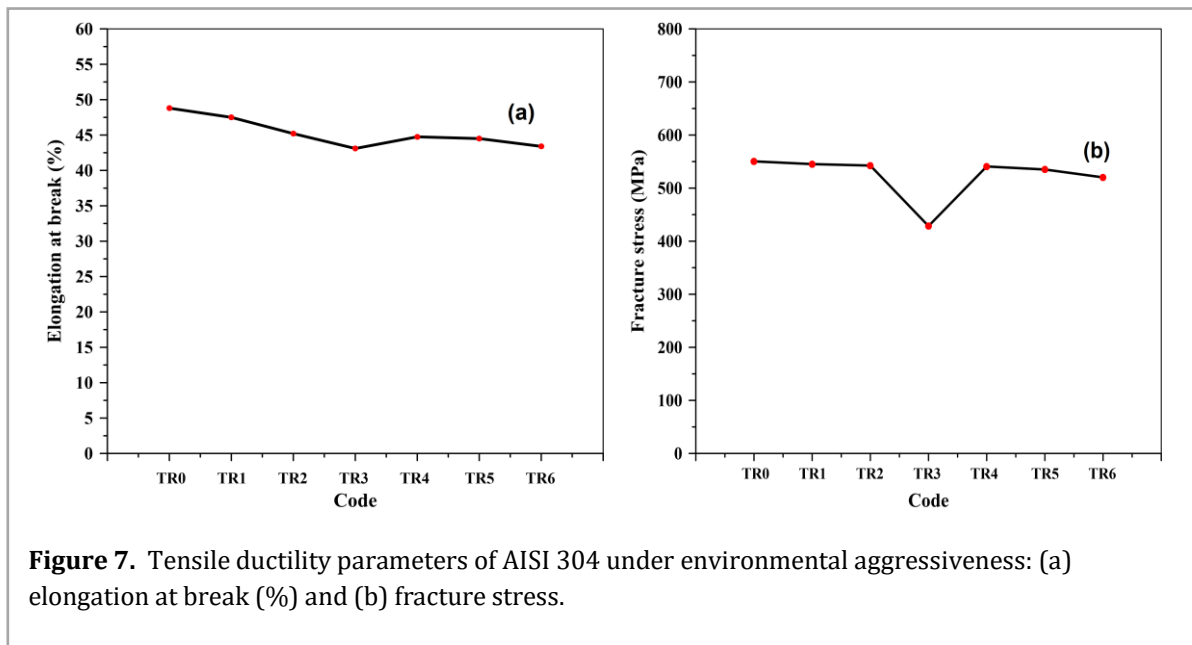 60
55
50
45
40
35
30
25
20
15
10
5
0
Elongation at break (%)
(a)
TR0 TR1 TR2 TR3 TR4 TR5 TR6
Code
800
700
600
500
400
300
200
100
0
Fracture stress (MPa)
(b)
TR0 TR1 TR2 TR3 TR4 TR5 TR6
Code
Figure 7. Tensile ductility parameters of AISI 304 under environmental aggressiveness: (a)
elongation at break (%) and (b) fracture stress.